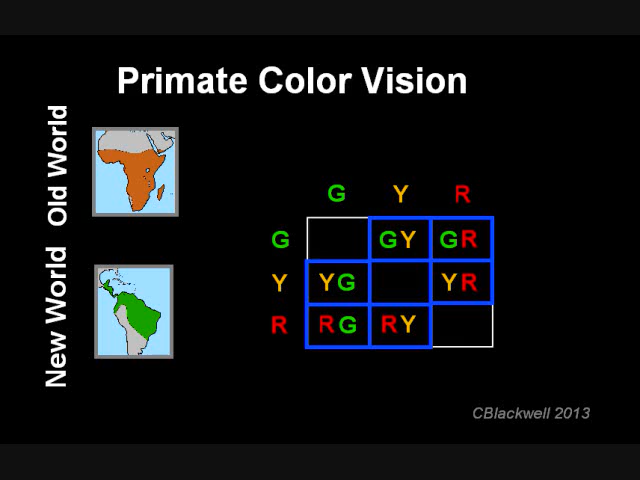 Primate Color Vision
Old World
New World
G Y R
G GY GR
Y YG YR
R RG RY
CBlackwell 2013